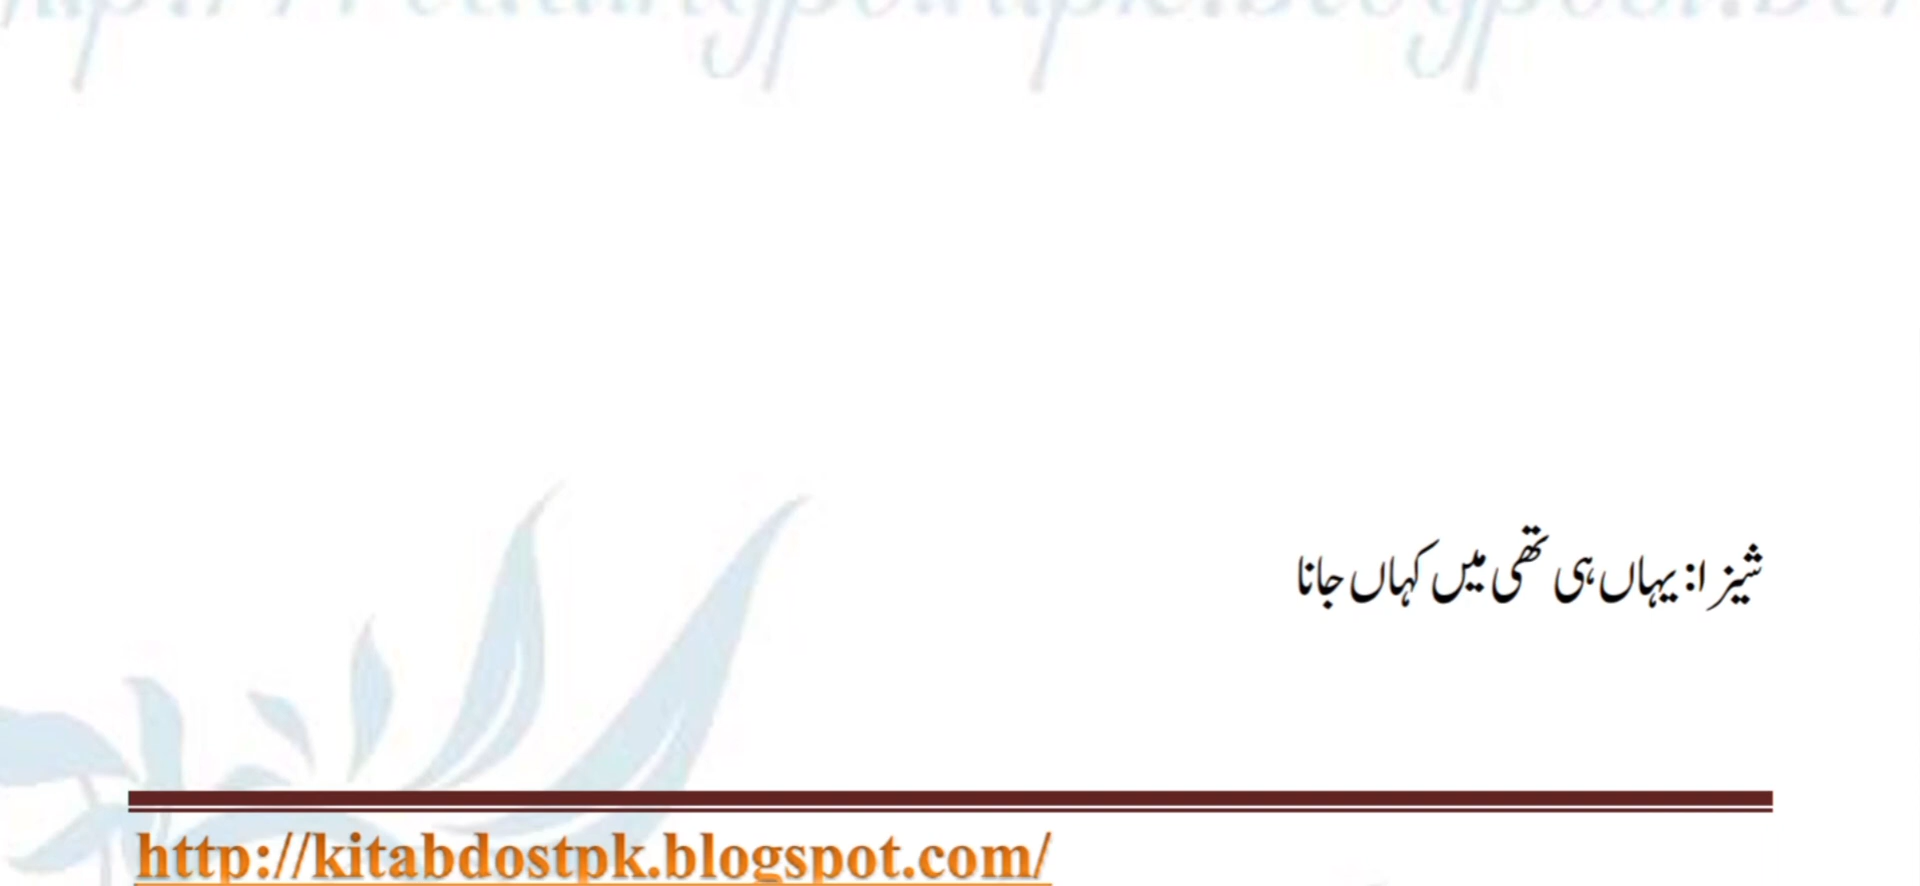 شیزا: یہاں ہی تھی میں کہاں جانا
http://kitabdostpk.blogspot.com/